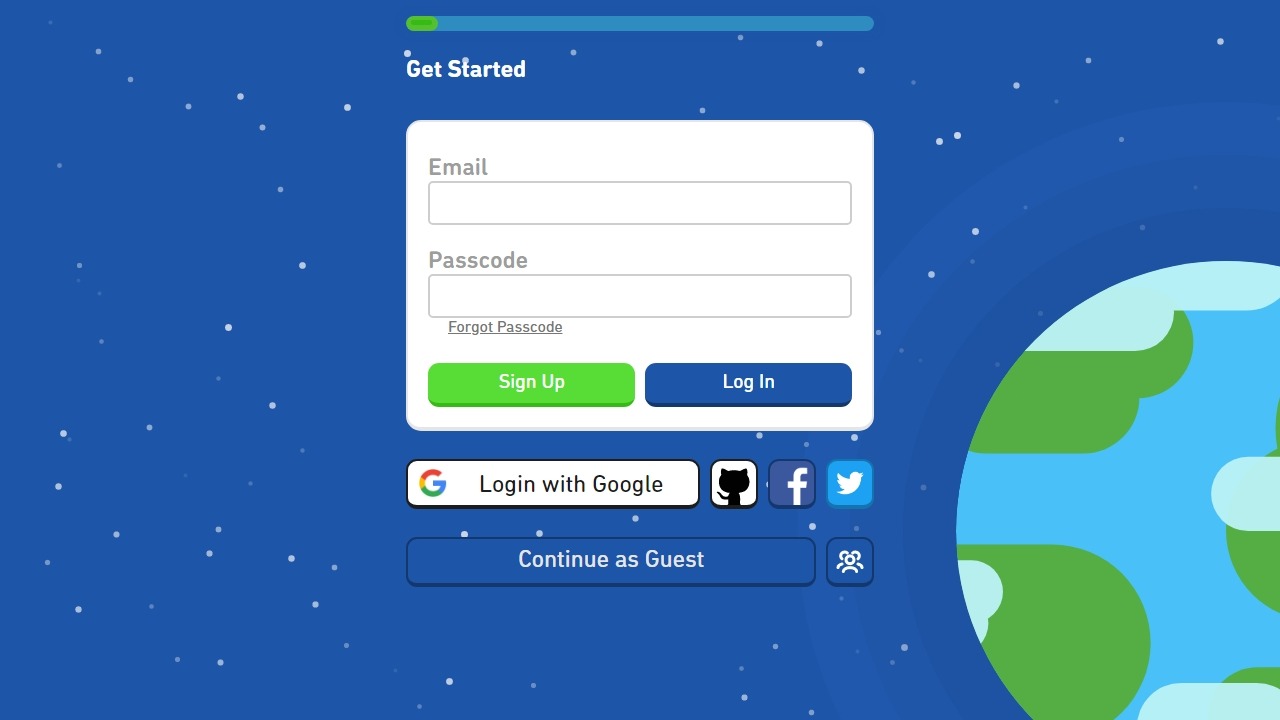 Get Started
Email
Passcode
Forgot Passcode
Sign Up
Log In
Login with Google
Continue as Guest